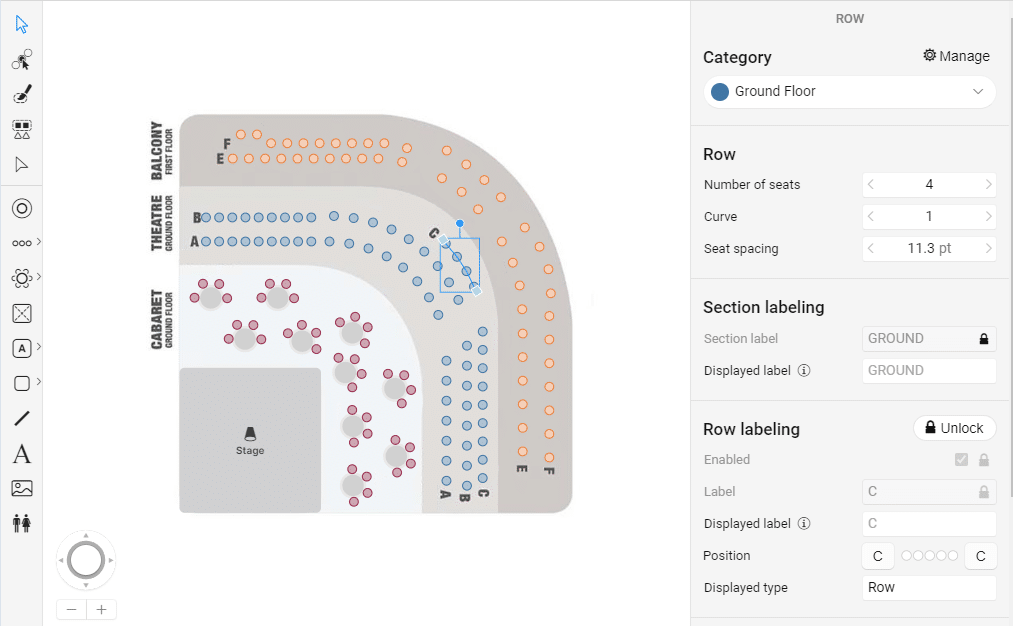 ROW
Category
Manage
Ground Floor
Row
Number of seats
4
Curve
1
Seat spacing
11.3 pt
Section labeling
Section label
GROUND
Displayed label
GROUND
Row labeling
Unlock
Enabled
Label
C
Displayed label
C
Position
C
C
Displayed type
Row
BALCONY
FIRST FLOOR
F
E
THEATRE
GROUND FLOOR
B
A
C
CABARET
GROUND FLOOR
Stage
A
B
C
E
F
A
A